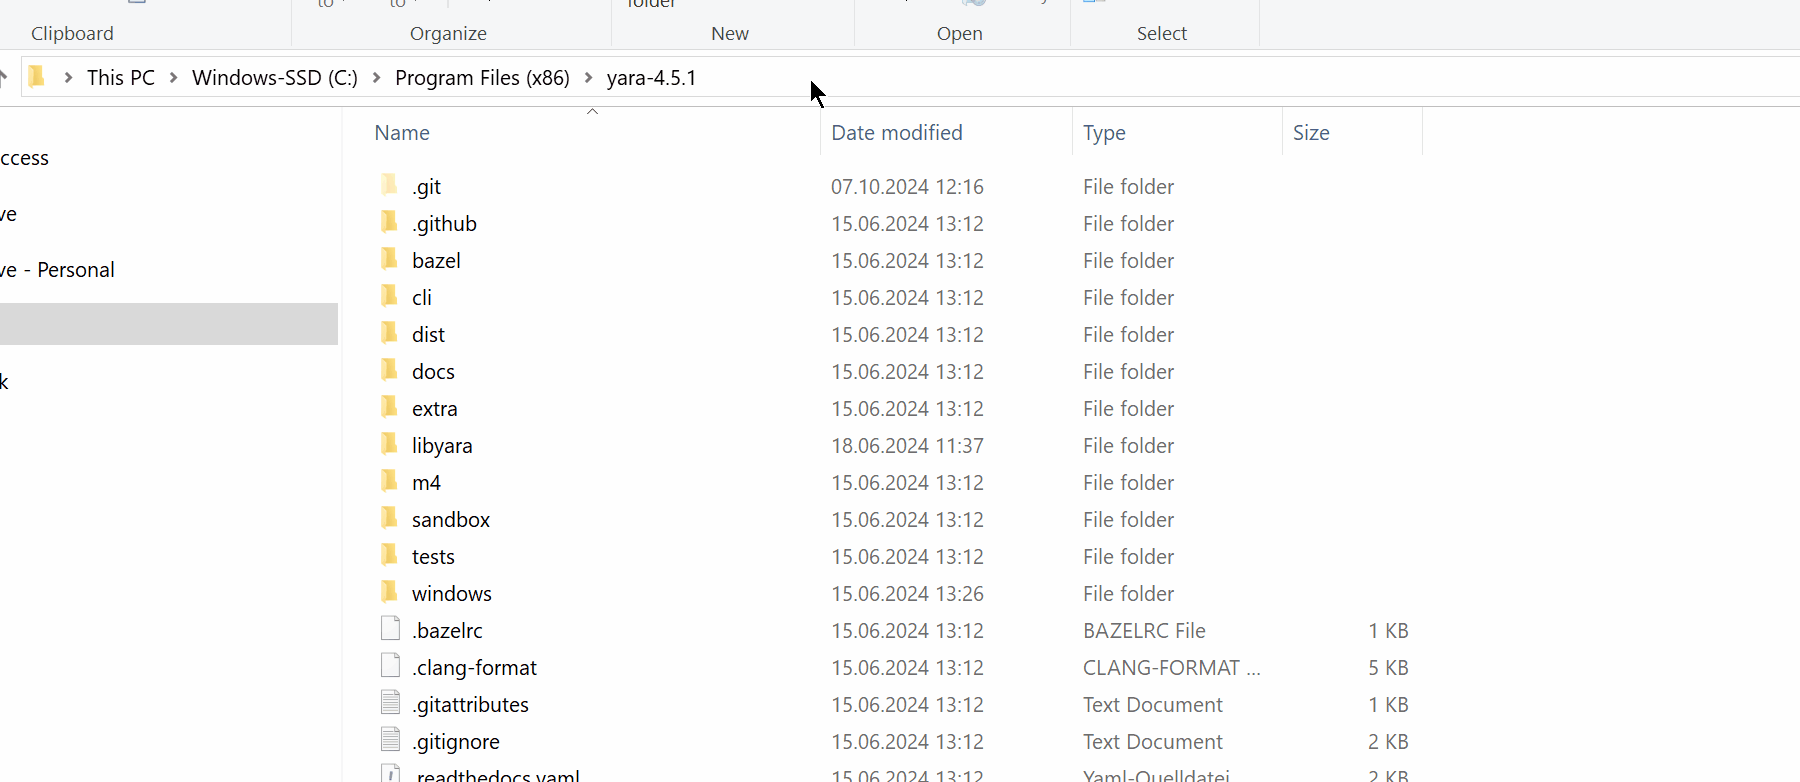 to to folder
Clipboard Organize New Open Select
This PC > Windows-SSD (C:) > Program Files (x86) > yara-4.5.1
Name Date modified Type Size
ccess
ve
ve - Personal
k
.git 07.10.2024 12:16 File folder
.github 15.06.2024 13:12 File folder
bazel 15.06.2024 13:12 File folder
cli 15.06.2024 13:12 File folder
dist 15.06.2024 13:12 File folder
docs 15.06.2024 13:12 File folder
extra 15.06.2024 13:12 File folder
libyara 18.06.2024 11:37 File folder
m4 15.06.2024 13:12 File folder
sandbox 15.06.2024 13:12 File folder
tests 15.06.2024 13:12 File folder
windows 15.06.2024 13:26 File folder
.bazelrc 15.06.2024 13:12 BAZELRC File 1 KB
.clang-format 15.06.2024 13:12 CLANG-FORMAT ... 5 KB
.gitattributes 15.06.2024 13:12 Text Document 1 KB
.gitignore 15.06.2024 13:12 Text Document 2 KB
.readthedocs.yaml 15.06.2024 13:12 Yaml-Quelldatei 2 KB